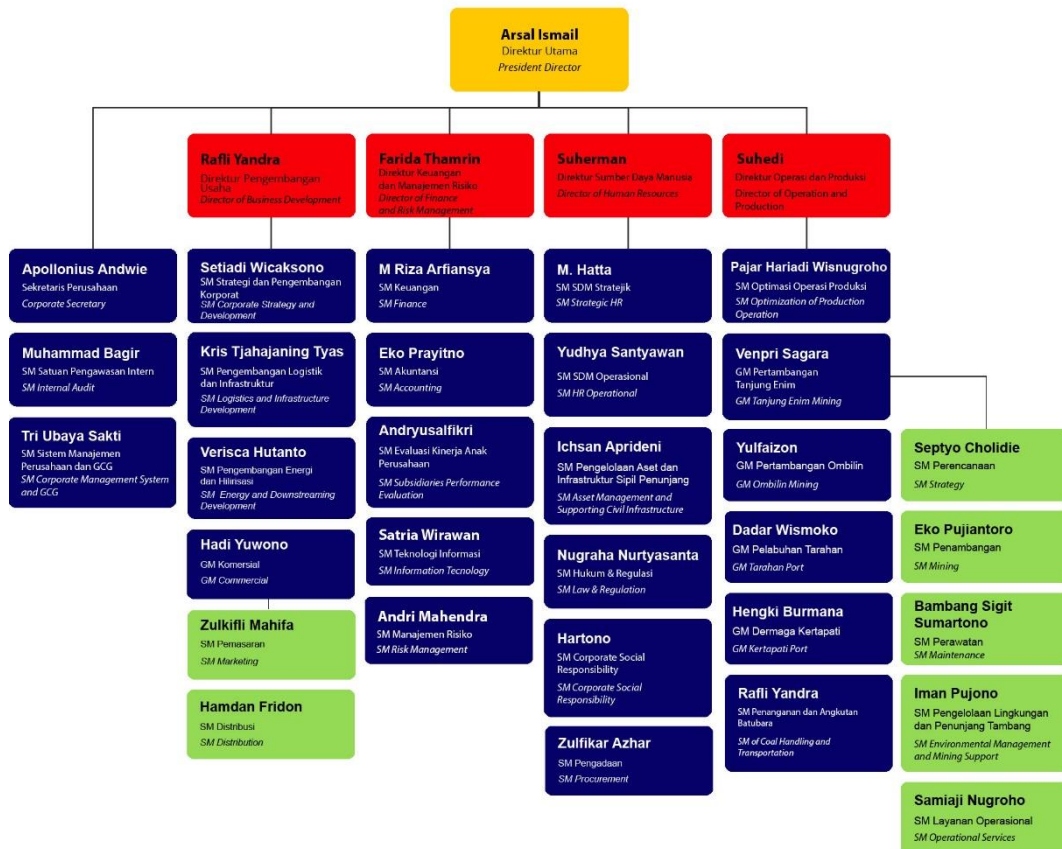 Arsal Ismail
Direktur Utama
President Director
Rafli Yandra
Direktur Pengembangan
Usaha
Director of Business Development
Farida Thamrin
Direktur Keuangan
dan Manajemen Risiko
Director of Finance
and Risk Management
Suherman
Direktur Sumber Daya Manusia
Director of Human Resources
Suhedi
Direktur Operasi dan Produksi
Director of Operation and
Production
Apollonius Andwie
Sekretaris Perusahaan
Corporate Secretary
Muhammad Bagir
SM Satuan Pengawasan Intern
SM Internal Audit
Tri Ubaya Sakti
SM Sistem Manajemen
Perusahaan dan GCG
SM Corporate Management System
and GCG
Setiadi Wicaksono
SM Strategi dan Pengembangan
Korporat
SM Corporate Strategy and
Development
Kris Tjahajaning Tyas
SM Pengembangan Logistik
dan Infrastruktur
SM Logistics and Infrastructure
Development
Verisca Hutanto
SM Pengembangan Energi
dan Hilirisasi
SM Energy and Downstreaming
Development
Hadi Yuwono
GM Komersial
GM Commercial
Zulkifli Mahifa
SM Pemasaran
SM Marketing
Hamdan Fridon
SM Distribusi
SM Distribution
M Riza Arfiansya
SM Keuangan
SM Finance
Eko Prayitno
SM Akuntansi
SM Accounting
Andryusalfikri
SM Evaluasi Kinerja Anak
Perusahaan
SM Subsidiaries Performance
Evaluation
Satria Wirawan
SM Teknologi Informasi
SM Information Tecnology
Andri Mahendra
SM Manajemen Risiko
SM Risk Management
M. Hatta
SM SDM Stratejik
SM Strategic HR
Yudhya Santyawan
SM SDM Operasional
SM HR Operational
Ichsan Aprideni
SM Pengelolaan Aset dan
Infrastruktur Sipil Penunjang
SM Asset Management and
Supporting Civil Infrastructure
Nugraha Nurtyasanta
SM Hukum & Regulasi
SM Law & Regulation
Hartono
SM Corporate Social
Responsibility
SM Corporate Social
Responsibility
Zulfikar Azhar
SM Pengadaan
SM Procurement
Pajar Hariadi Wisnugroho
SM Optimasi Operasi Produksi
SM Optimization of Production
Operation
Venpri Sagara
GM Pertambangan
Tanjung Enim
GM Tanjung Enim Mining
Yulfaizon
GM Pertambangan Ombilin
GM Ombilin Mining
Dadar Wismoko
GM Pelabuhan Tarahan
GM Tarahan Port
Hengki Burmana
GM Dermaga Kertapati
GM Kertapati Port
Rafli Yandra
SM Penanganan dan Angkutan
Batubara
SM of Coal Handling and
Transportation
Septyo Cholidie
SM Perencanaan
SM Strategy
Eko Pujiantoro
SM Penambangan
SM Mining
Bambang Sigit
Sumartono
SM Perawatan
SM Maintenance
Iman Pujono
SM Pengelolaan Lingkungan
dan Penunjang Tambang
SM Environmental Management
and Mining Support
Samiaji Nugroho
SM Layanan Operasional
SM Operational Services